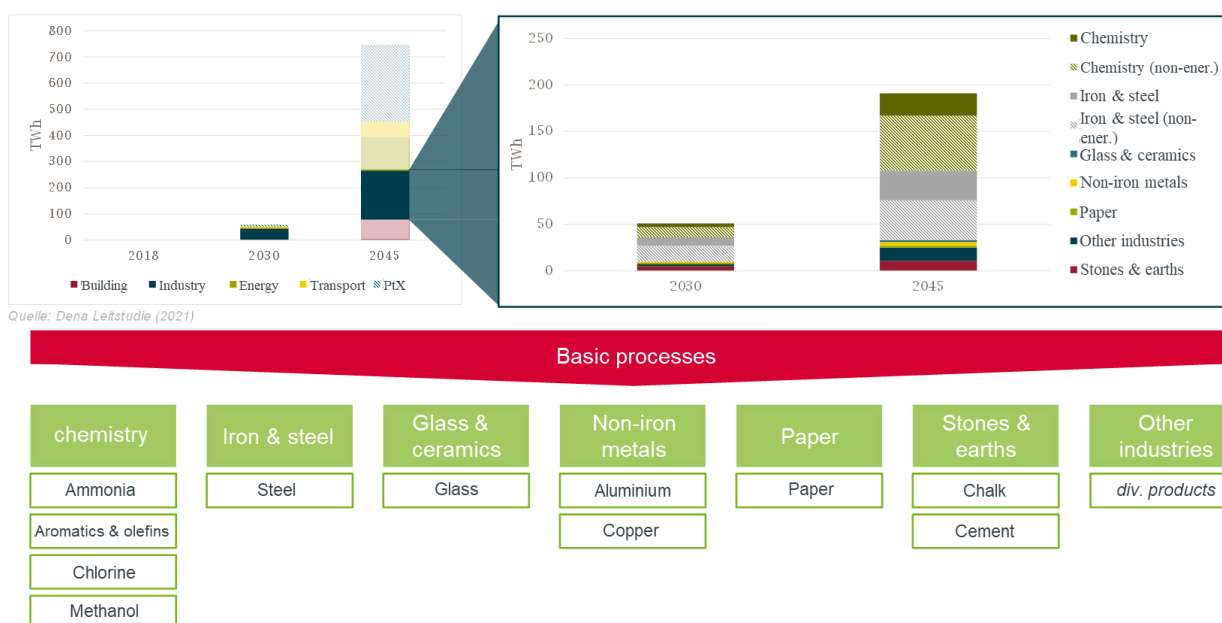 800
700
600
500
400
300
200
100
0
TWh
2018
2030
2045
Building
Industry
Energy
Transport
PtX
250
200
150
100
50
0
TWh
2030
2045
Chemistry
Chemistry (non-ener.)
Iron & steel
Iron & steel (non-
ener.)
Glass & ceramics
Non-iron metals
Paper
Other industries
Stones & earths
Quelle: Dena Leitstudie (2021)
Basic processes
chemistry
Ammonia
Aromatics & olefins
Chlorine
Methanol
Iron & steel
Steel
Glass &
ceramics
Glass
Non-iron
metals
Aluminium
Copper
Paper
Paper
Stones &
earths
Chalk
Cement
Other
industries
div. products